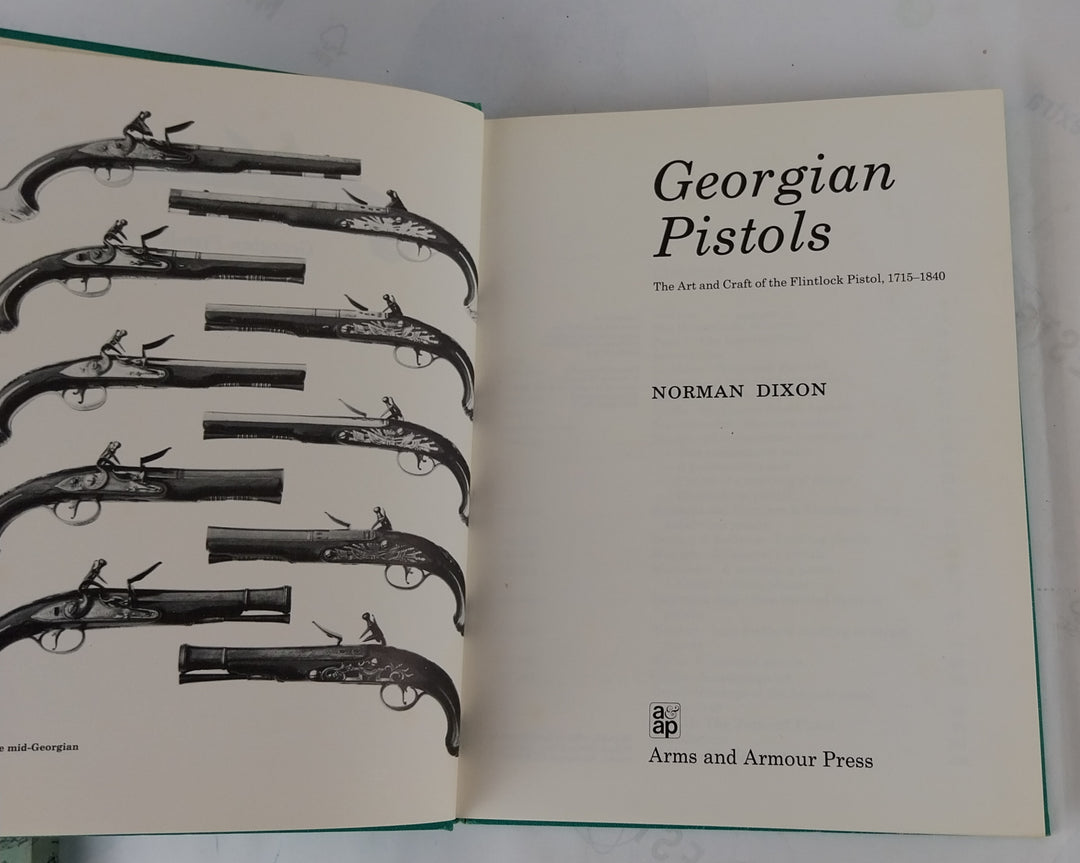 e mid-Georgian
Georgian
Pistols
The Art and Craft of the Flintlock Pistol, 1715–1840
NORMAN DIXON
a&
ap
Arms and Armour Press